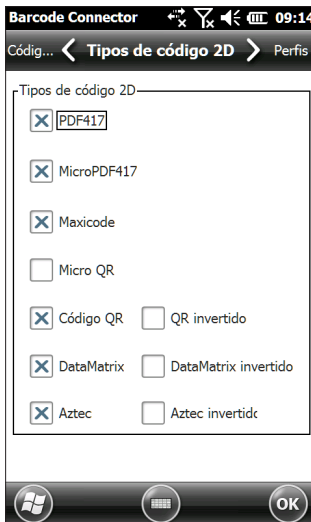 Barcode Connector 09:14
Códig... Tipos de código 2D Perfis
Tipos de código 2D
PDF417
MicroPDF417
Maxicode
Micro QR
Código QR QR invertido
DataMatrix DataMatrix invertido
Aztec Aztec invertido
OK